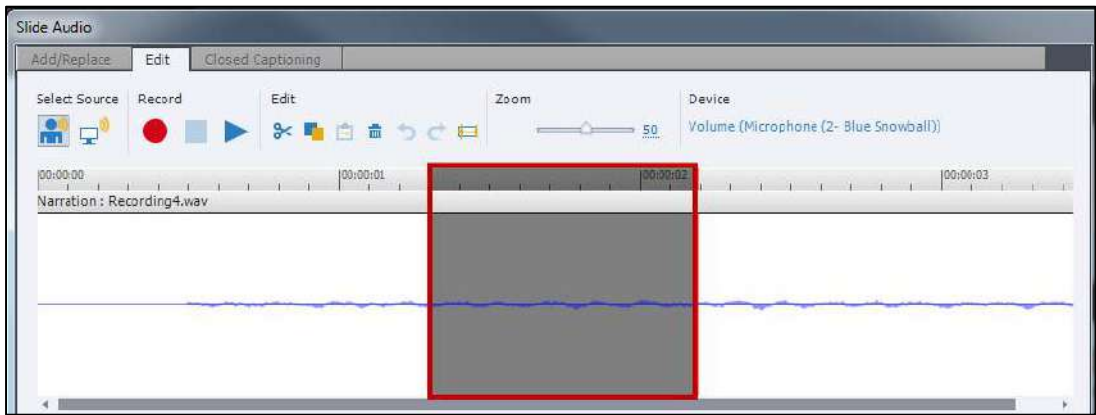 Slide Audio
Add/Replace Edit Closed Captioning
Select Source Record Edit Zoom Device
50 Volume (Microphone (2- Blue Snowball))
00:00:00 00:00:01 00:00:02 00:00:03
Narration : Recording4.wav